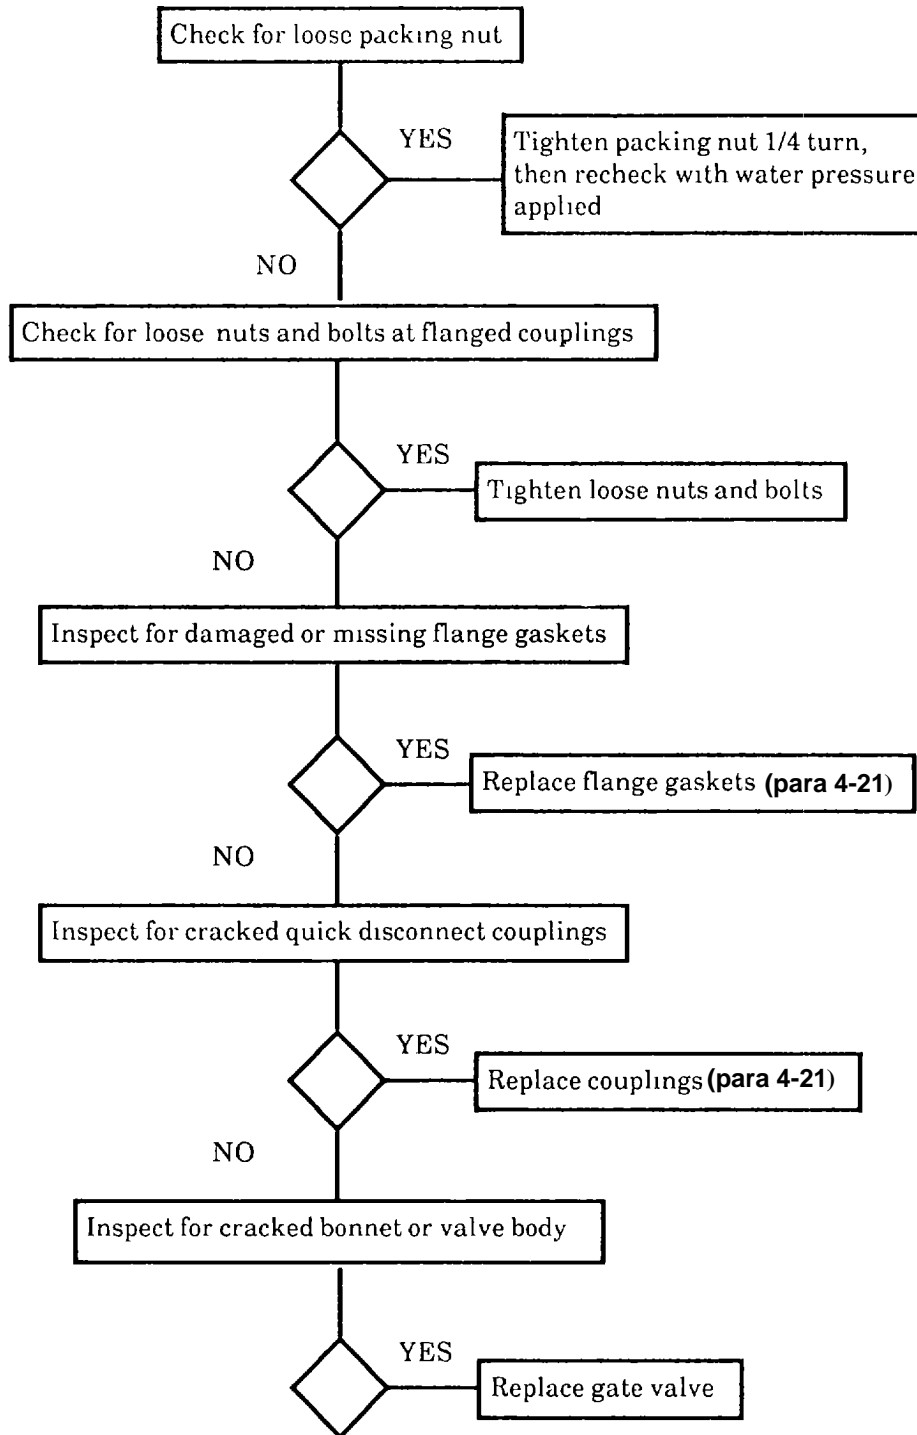 Check for loose packing nut
YES
Tighten packing nut 1/4 turn,
then recheck with water pressure
applied
NO
Check for loose nuts and bolts at flanged couplings
YES
Tighten loose nuts and bolts
NO
Inspect for damaged or missing flange gaskets
YES
Replace flange gaskets (para 4-21)
NO
Inspect for cracked quick disconnect couplings
YES
Replace couplings (para 4-21)
NO
Inspect for cracked bonnet or valve body
YES
Replace gate valve